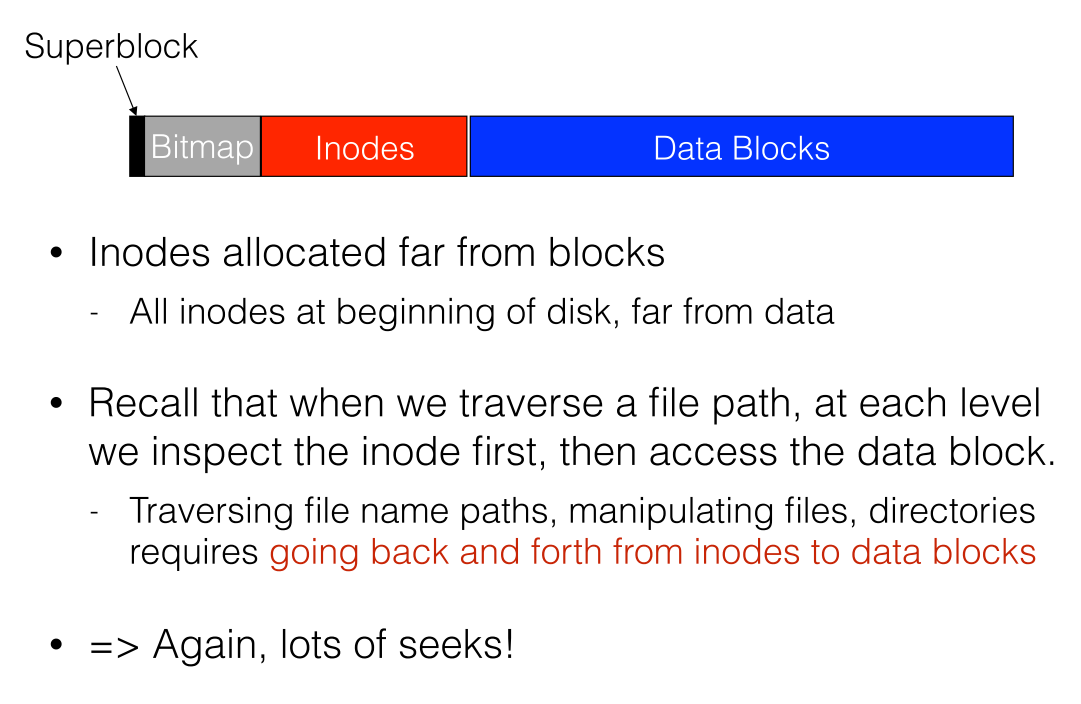 Superblock
Bitmap Inodes Data Blocks
• Inodes allocated far from blocks
- All inodes at beginning of disk, far from data
• Recall that when we traverse a file path, at each level
we inspect the inode first, then access the data block.
- Traversing file name paths, manipulating files, directories
requires going back and forth from inodes to data blocks
• => Again, lots of seeks!